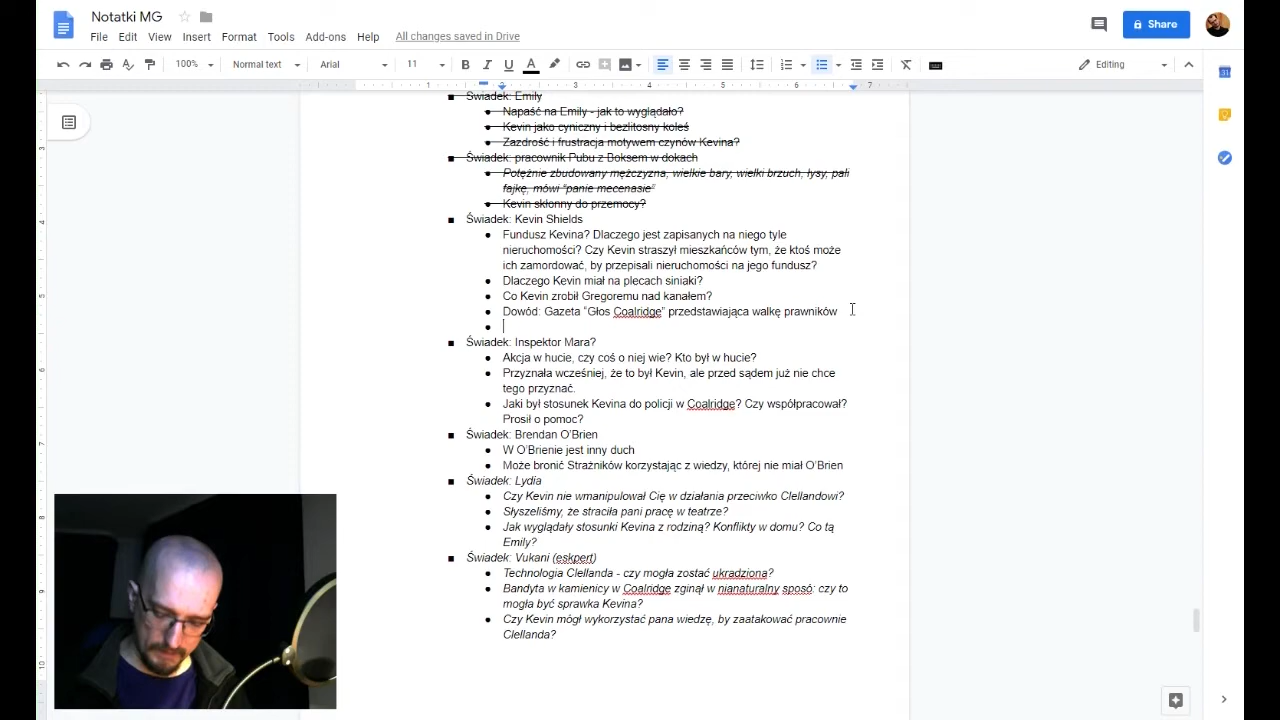 Notatki MG
File Edit View Insert Format Tools Add-ons Help All changes saved in Drive
Share
100% Normal text Arial 11 Editing
1 2 3 4 5 6 7
Świadek: Emily
Napaść na Emily - jak to wyglądało?
Kevin jako cyniczny i bezlitosny koleś
Zazdrość i frustracja motywem czynów Kevina?
Świadek: pracownik Pubu z Boksem w dokach
Potężnie zbudowany mężczyzna, wielkie bary, wielki brzuch, łysy, pali
fajkę, mówi “panie mecenasie”
Kevin skłonny do przemocy?
Świadek: Kevin Shields
Fundusz Kevina? Dlaczego jest zapisanych na niego tyle
nieruchomości? Czy Kevin straszył mieszkańców tym, że ktoś może
ich zamordować, by przepisali nieruchomości na jego fundusz?
Dlaczego Kevin miał na plecach siniaki?
Co Kevin zrobił Gregoremu nad kanałem?
Dowód: Gazeta “Głos Coalridge” przedstawiająca walkę prawników
Świadek: Inspektor Mara?
Akcja w hucie, czy coś o niej wie? Kto był w hucie?
Przyznała wcześniej, że to był Kevin, ale przed sądem już nie chce
tego przyznać.
Jaki był stosunek Kevina do policji w Coalridge? Czy współpracował?
Prosił o pomoc?
Świadek: Brendan O’Brien
W O’Brienie jest inny duch
Może bronić Strażników korzystając z wiedzy, której nie miał O’Brien
Świadek: Lydia
Czy Kevin nie wmanipulował Cię w działania przeciwko Clellandowi?
Słyszeliśmy, że straciła pani pracę w teatrze?
Jak wyglądały stosunki Kevina z rodziną? Konflikty w domu? Co tą
Emily?
Świadek: Vukani (eskpert)
Technologia Clellanda - czy mogła zostać ukradzioną?
Bandyta w kamienicy w Coalridge zginął w nianaturalny sposó: czy to
mogła być sprawka Kevina?
Czy Kevin mógł wykorzystać pana wiedzę, by zaatakować pracownie
Clellanda?